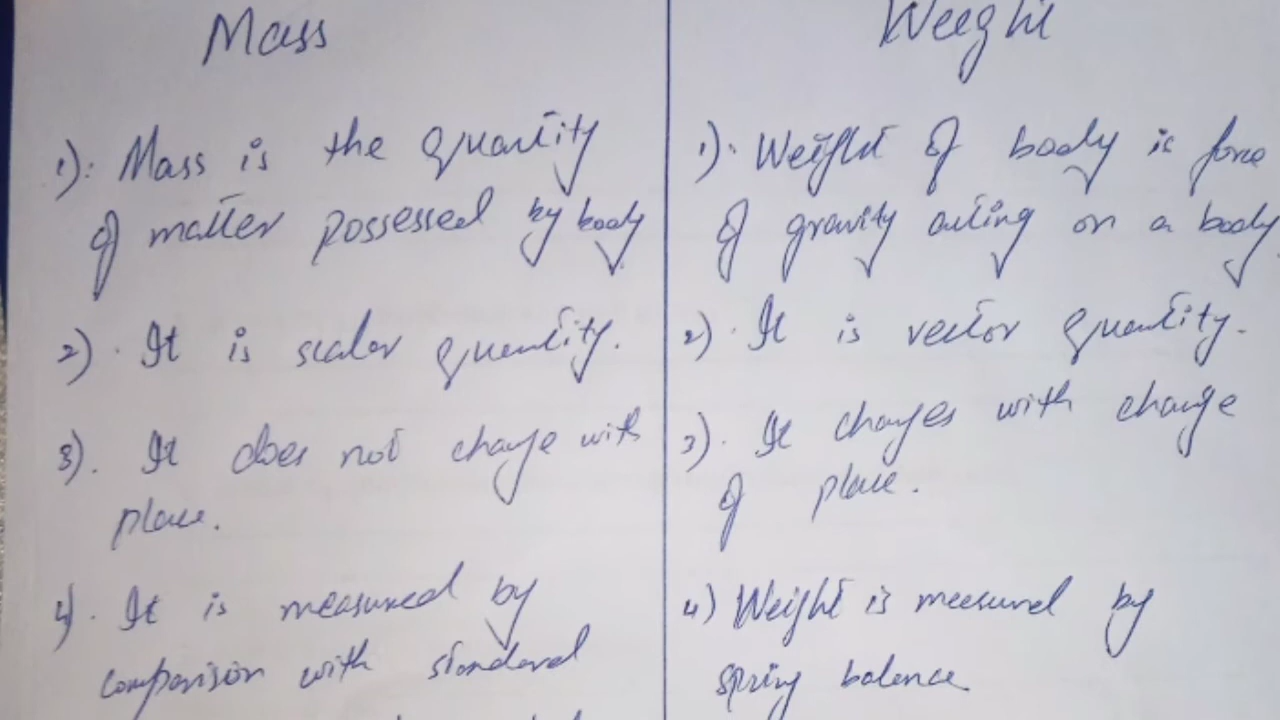 Mass
1): Mass is the quantity
of matter possessed by body
2). It is scalar quantity.
3). It does not change with
place.
4). It is measured by
comparison with standard
Weight
1). Weight of body is force
of gravity acting on a body
2). It is vector quantity.
3). It changes with change
of place.
4) Weight is measured by
spring balance.